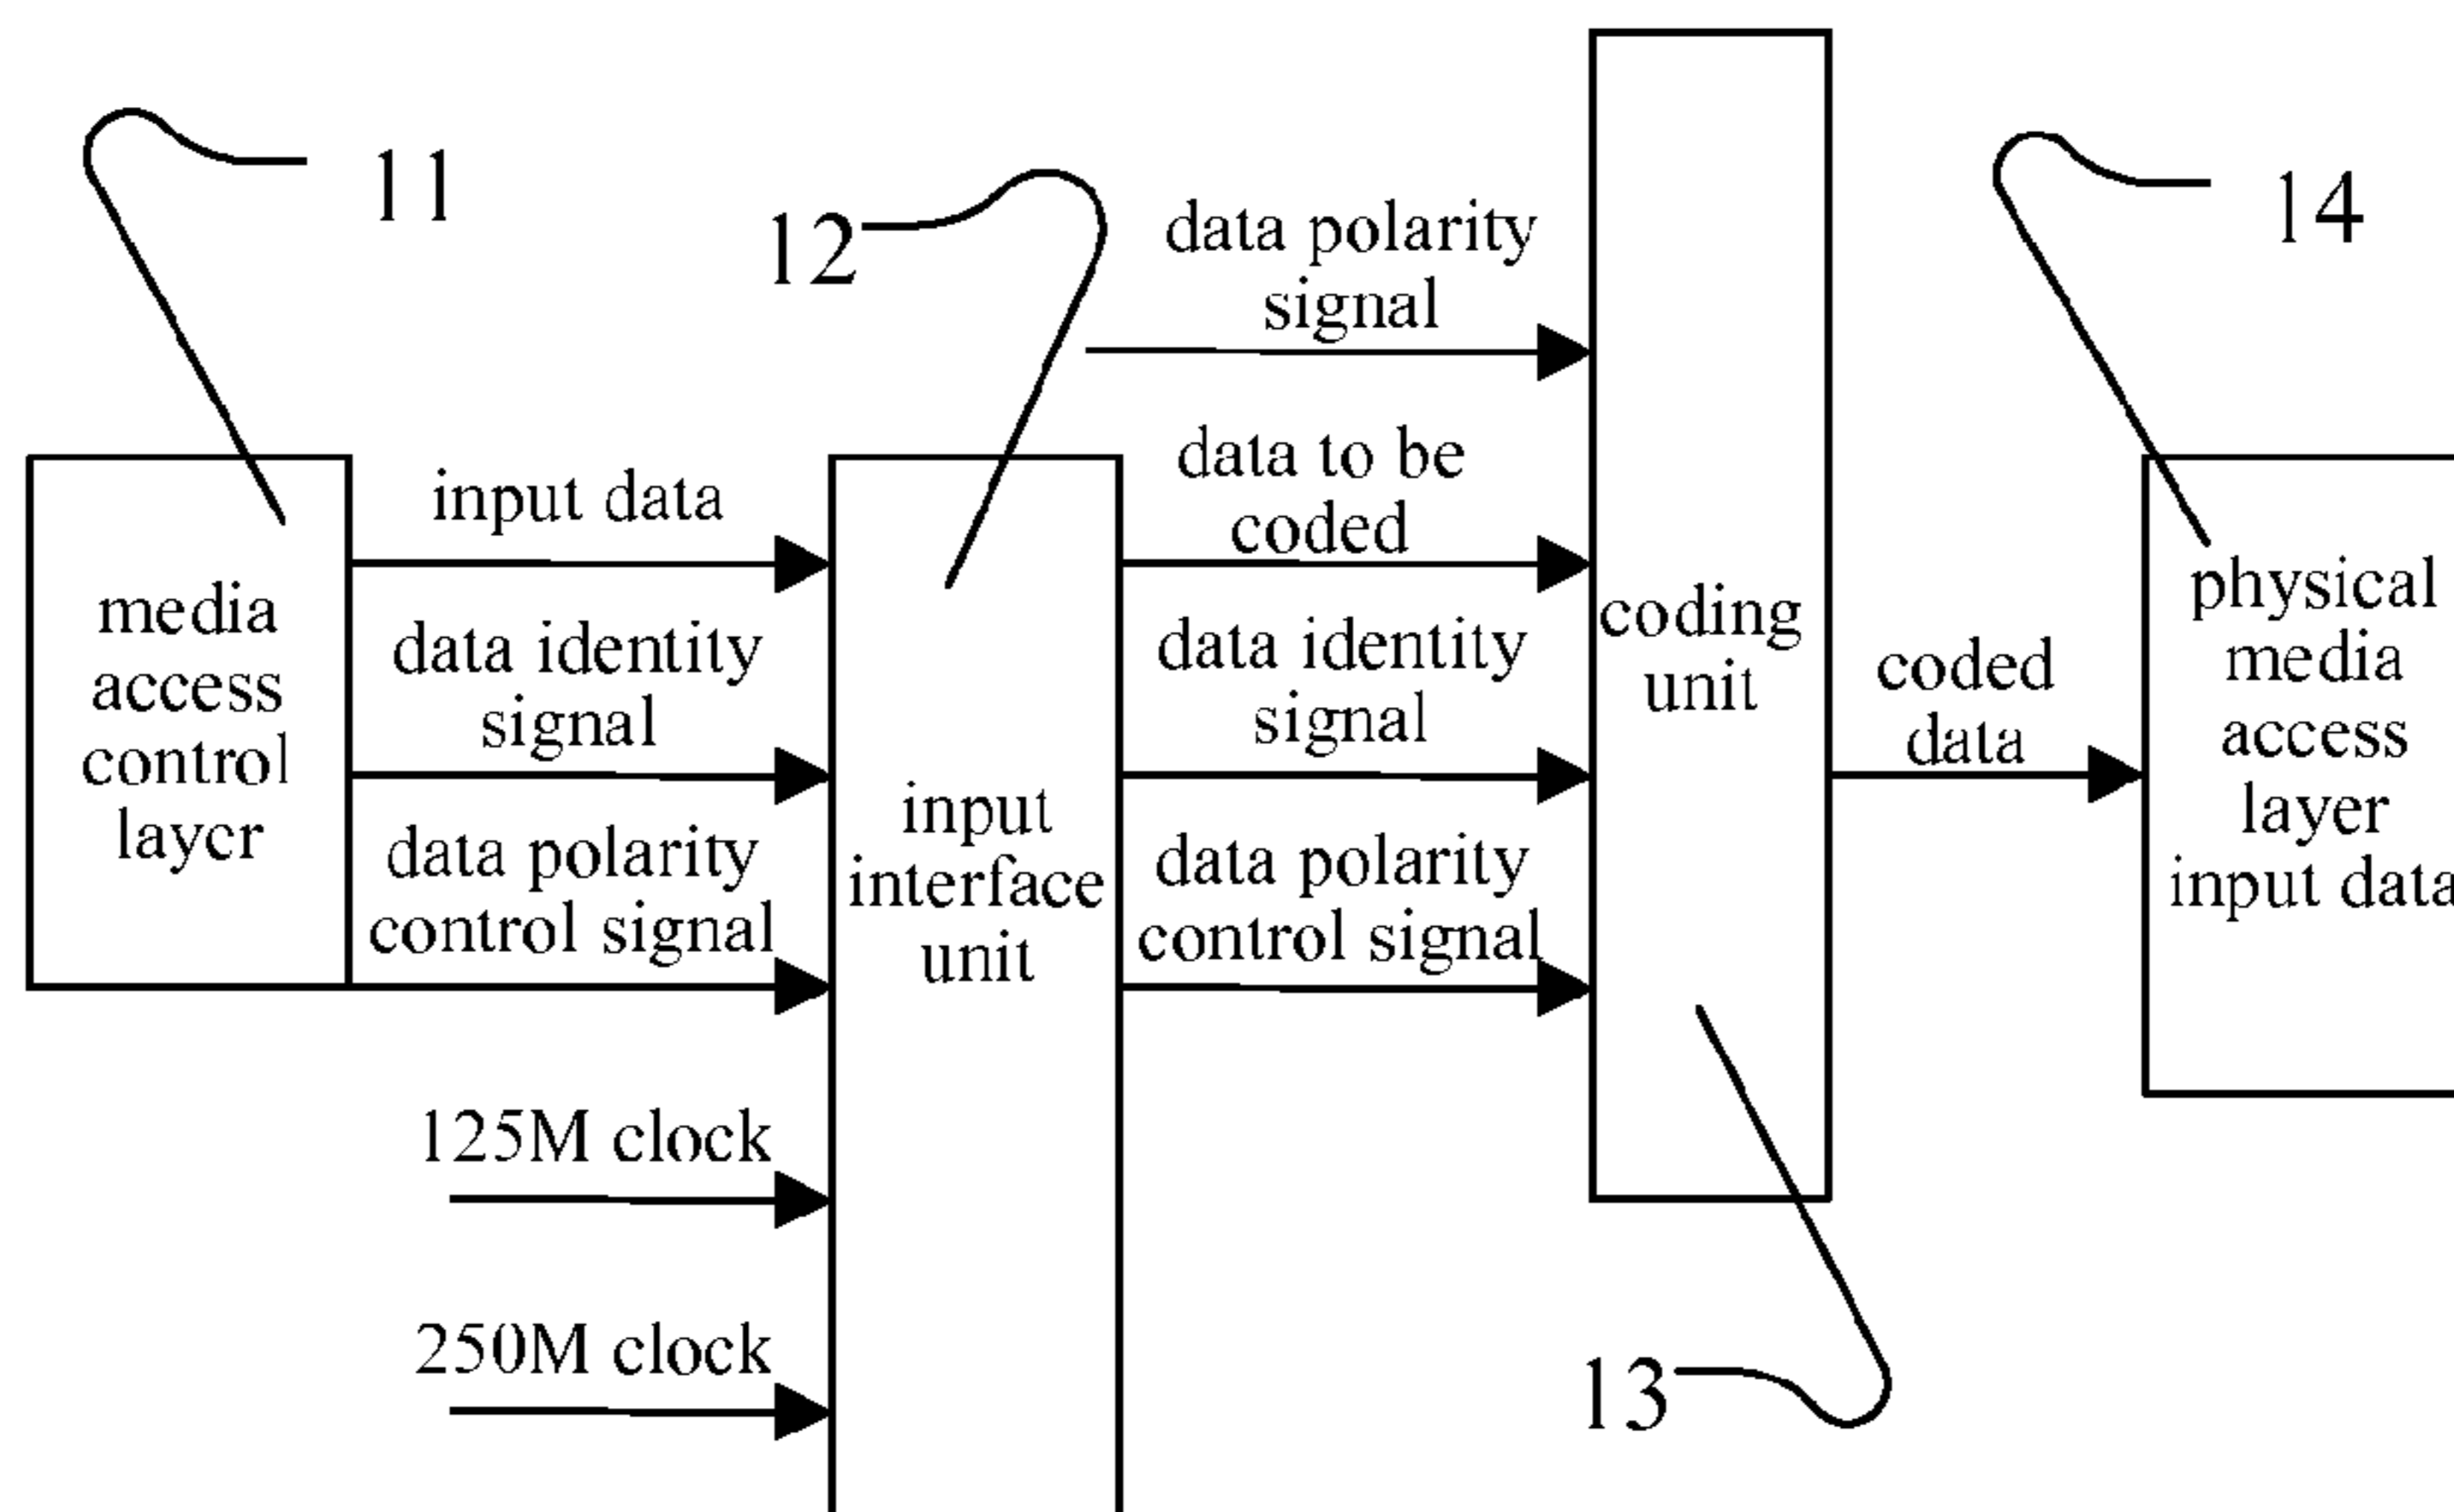 11
12
14
data polarity
signal
input data
data to be
coded
media
access
control
layer
data identity
signal
data identity
signal
coding
unit
coded
data
physical
media
access
layer
input data
data polarity
control signal
input
interface
unit
data polarity
control signal
125M clock
250M clock
13